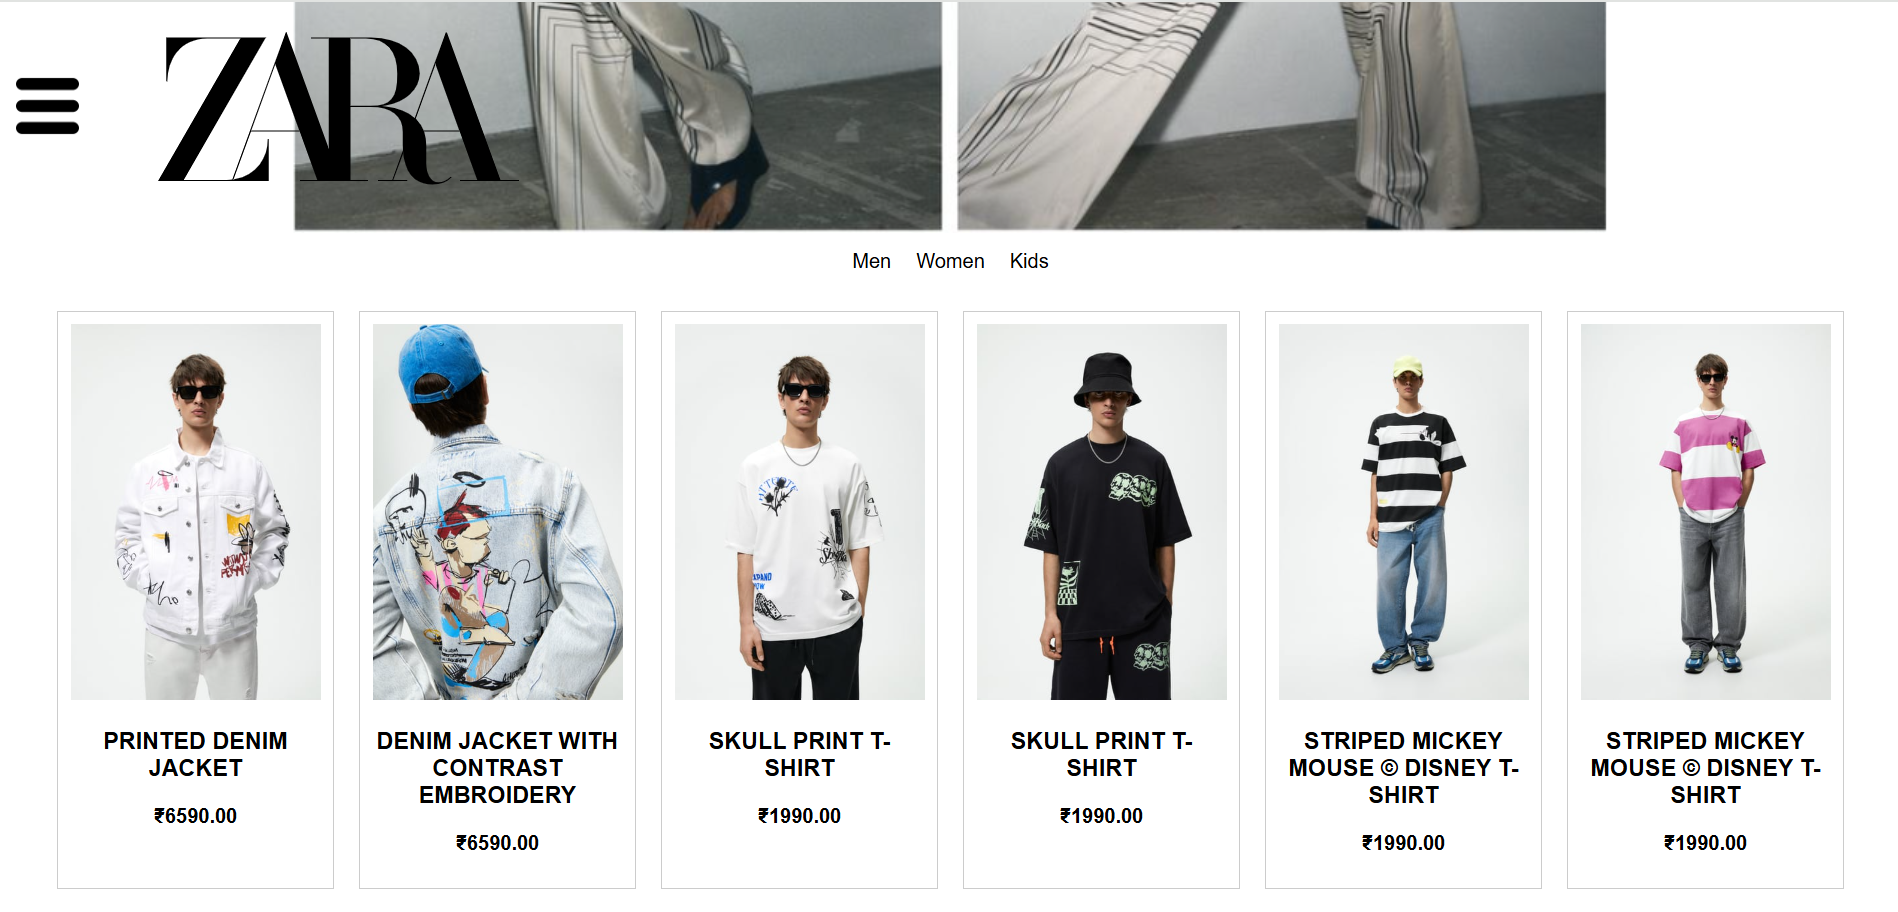 ZARA
Men Women Kids
PRINTED DENIM
JACKET
₹6590.00
DENIM JACKET WITH
CONTRAST
EMBROIDERY
₹6590.00
SKULL PRINT T-
SHIRT
₹1990.00
SKULL PRINT T-
SHIRT
₹1990.00
STRIPED MICKEY
MOUSE © DISNEY T-
SHIRT
₹1990.00
STRIPED MICKEY
MOUSE © DISNEY T-
SHIRT
₹1990.00